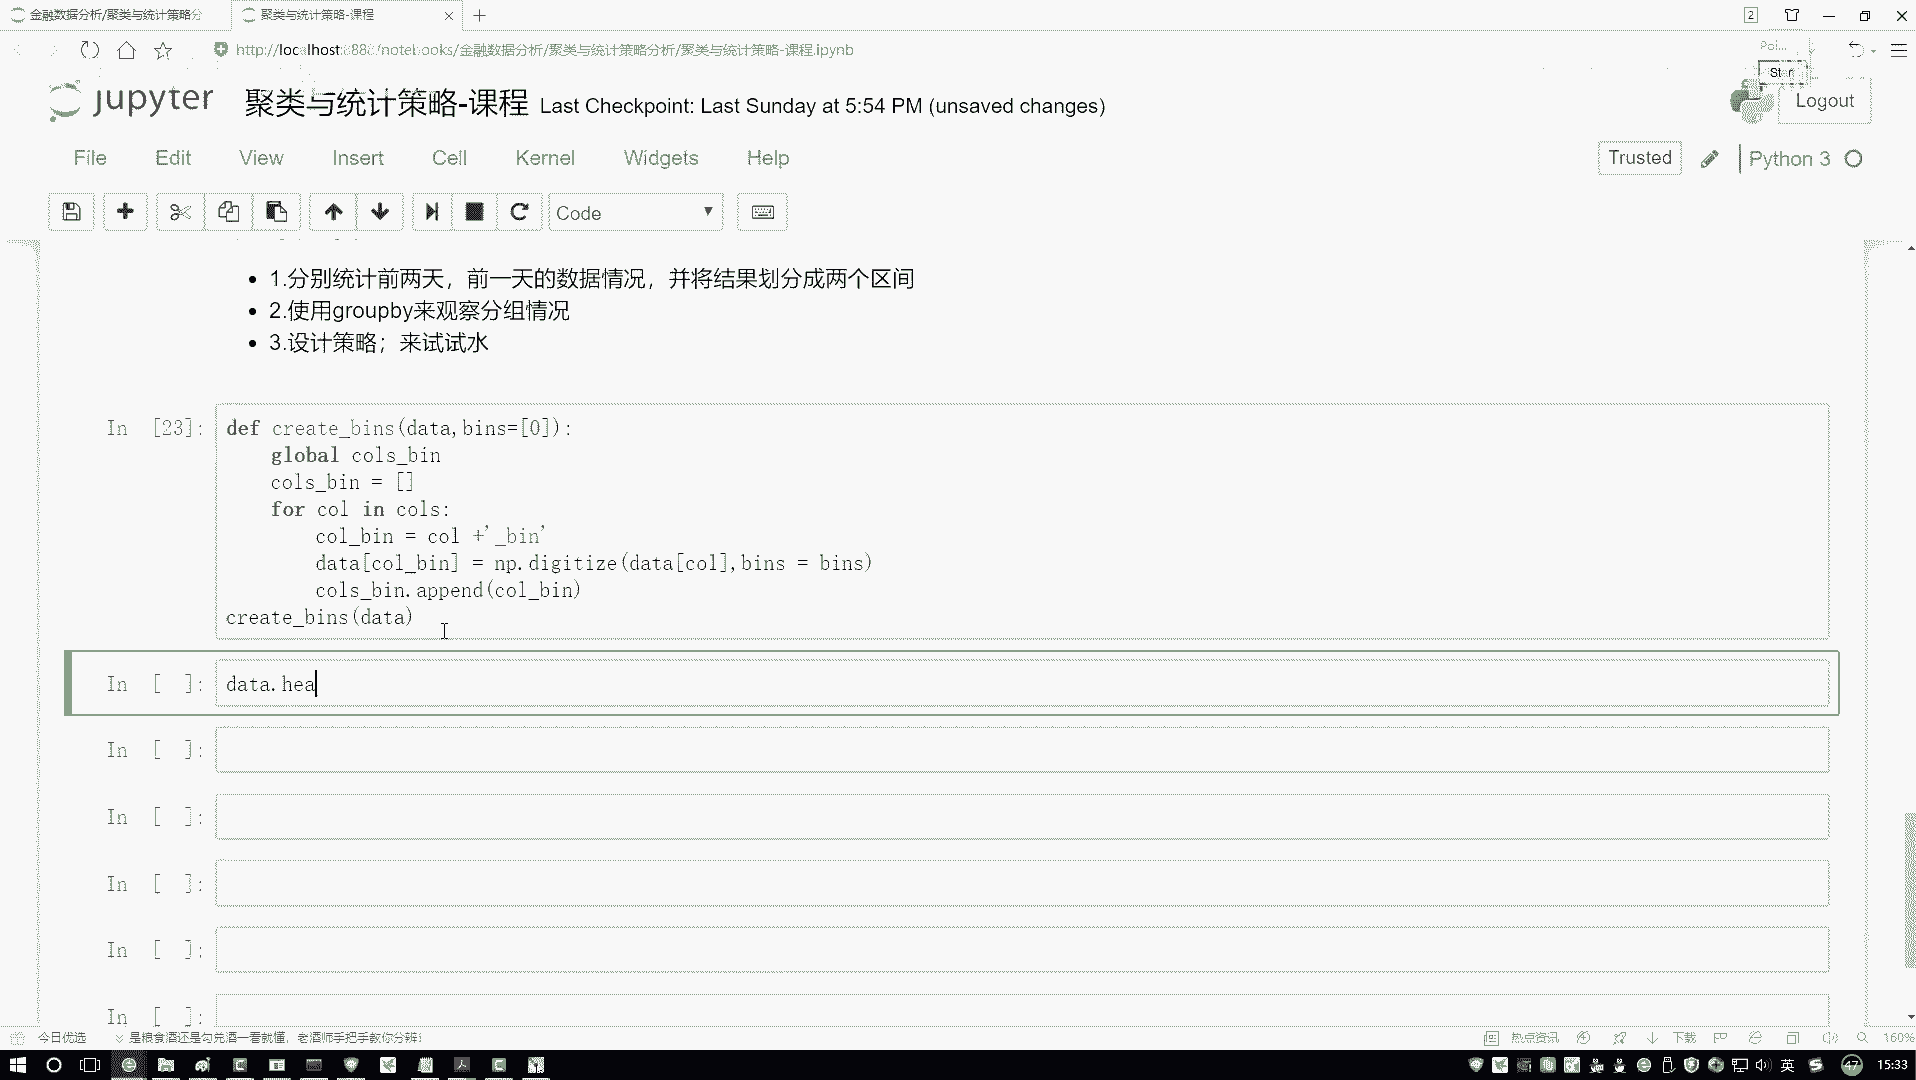 金融数据分析/聚类与统计策略分
聚类与统计策略-课程
2
http://localhost:888/notebooks/金融数据分析/聚类与统计策略分析/聚类与统计策略-课程.ipynb
Poi...
Start
jupyter 聚类与统计策略-课程 Last Checkpoint: Last Sunday at 5:54 PM (unsaved changes)
Logout
File Edit View Insert Cell Kernel Widgets Help
Trusted
Python 3
Code
1.分别统计前两天，前一天的数据情况，并将结果划分成两个区间
2.使用groupby来观察分组情况
3.设计策略；来试试水
In [23]:
def create_bins(data,bins=[0]):
global cols_bin
cols_bin = []
for col in cols:
col_bin = col +'_bin'
data[col_bin] = np.digitize(data[col],bins = bins)
cols_bin.append(col_bin)
create_bins(data)
In [ ]: data.hea
In [ ]:
In [ ]:
In [ ]:
In [ ]:
In [ ]:
今日优选
是粮食酒还是勾兑酒一看就懂，老酒师手把手教你分辨!
热点资讯
下载
160%
英
47
15:33